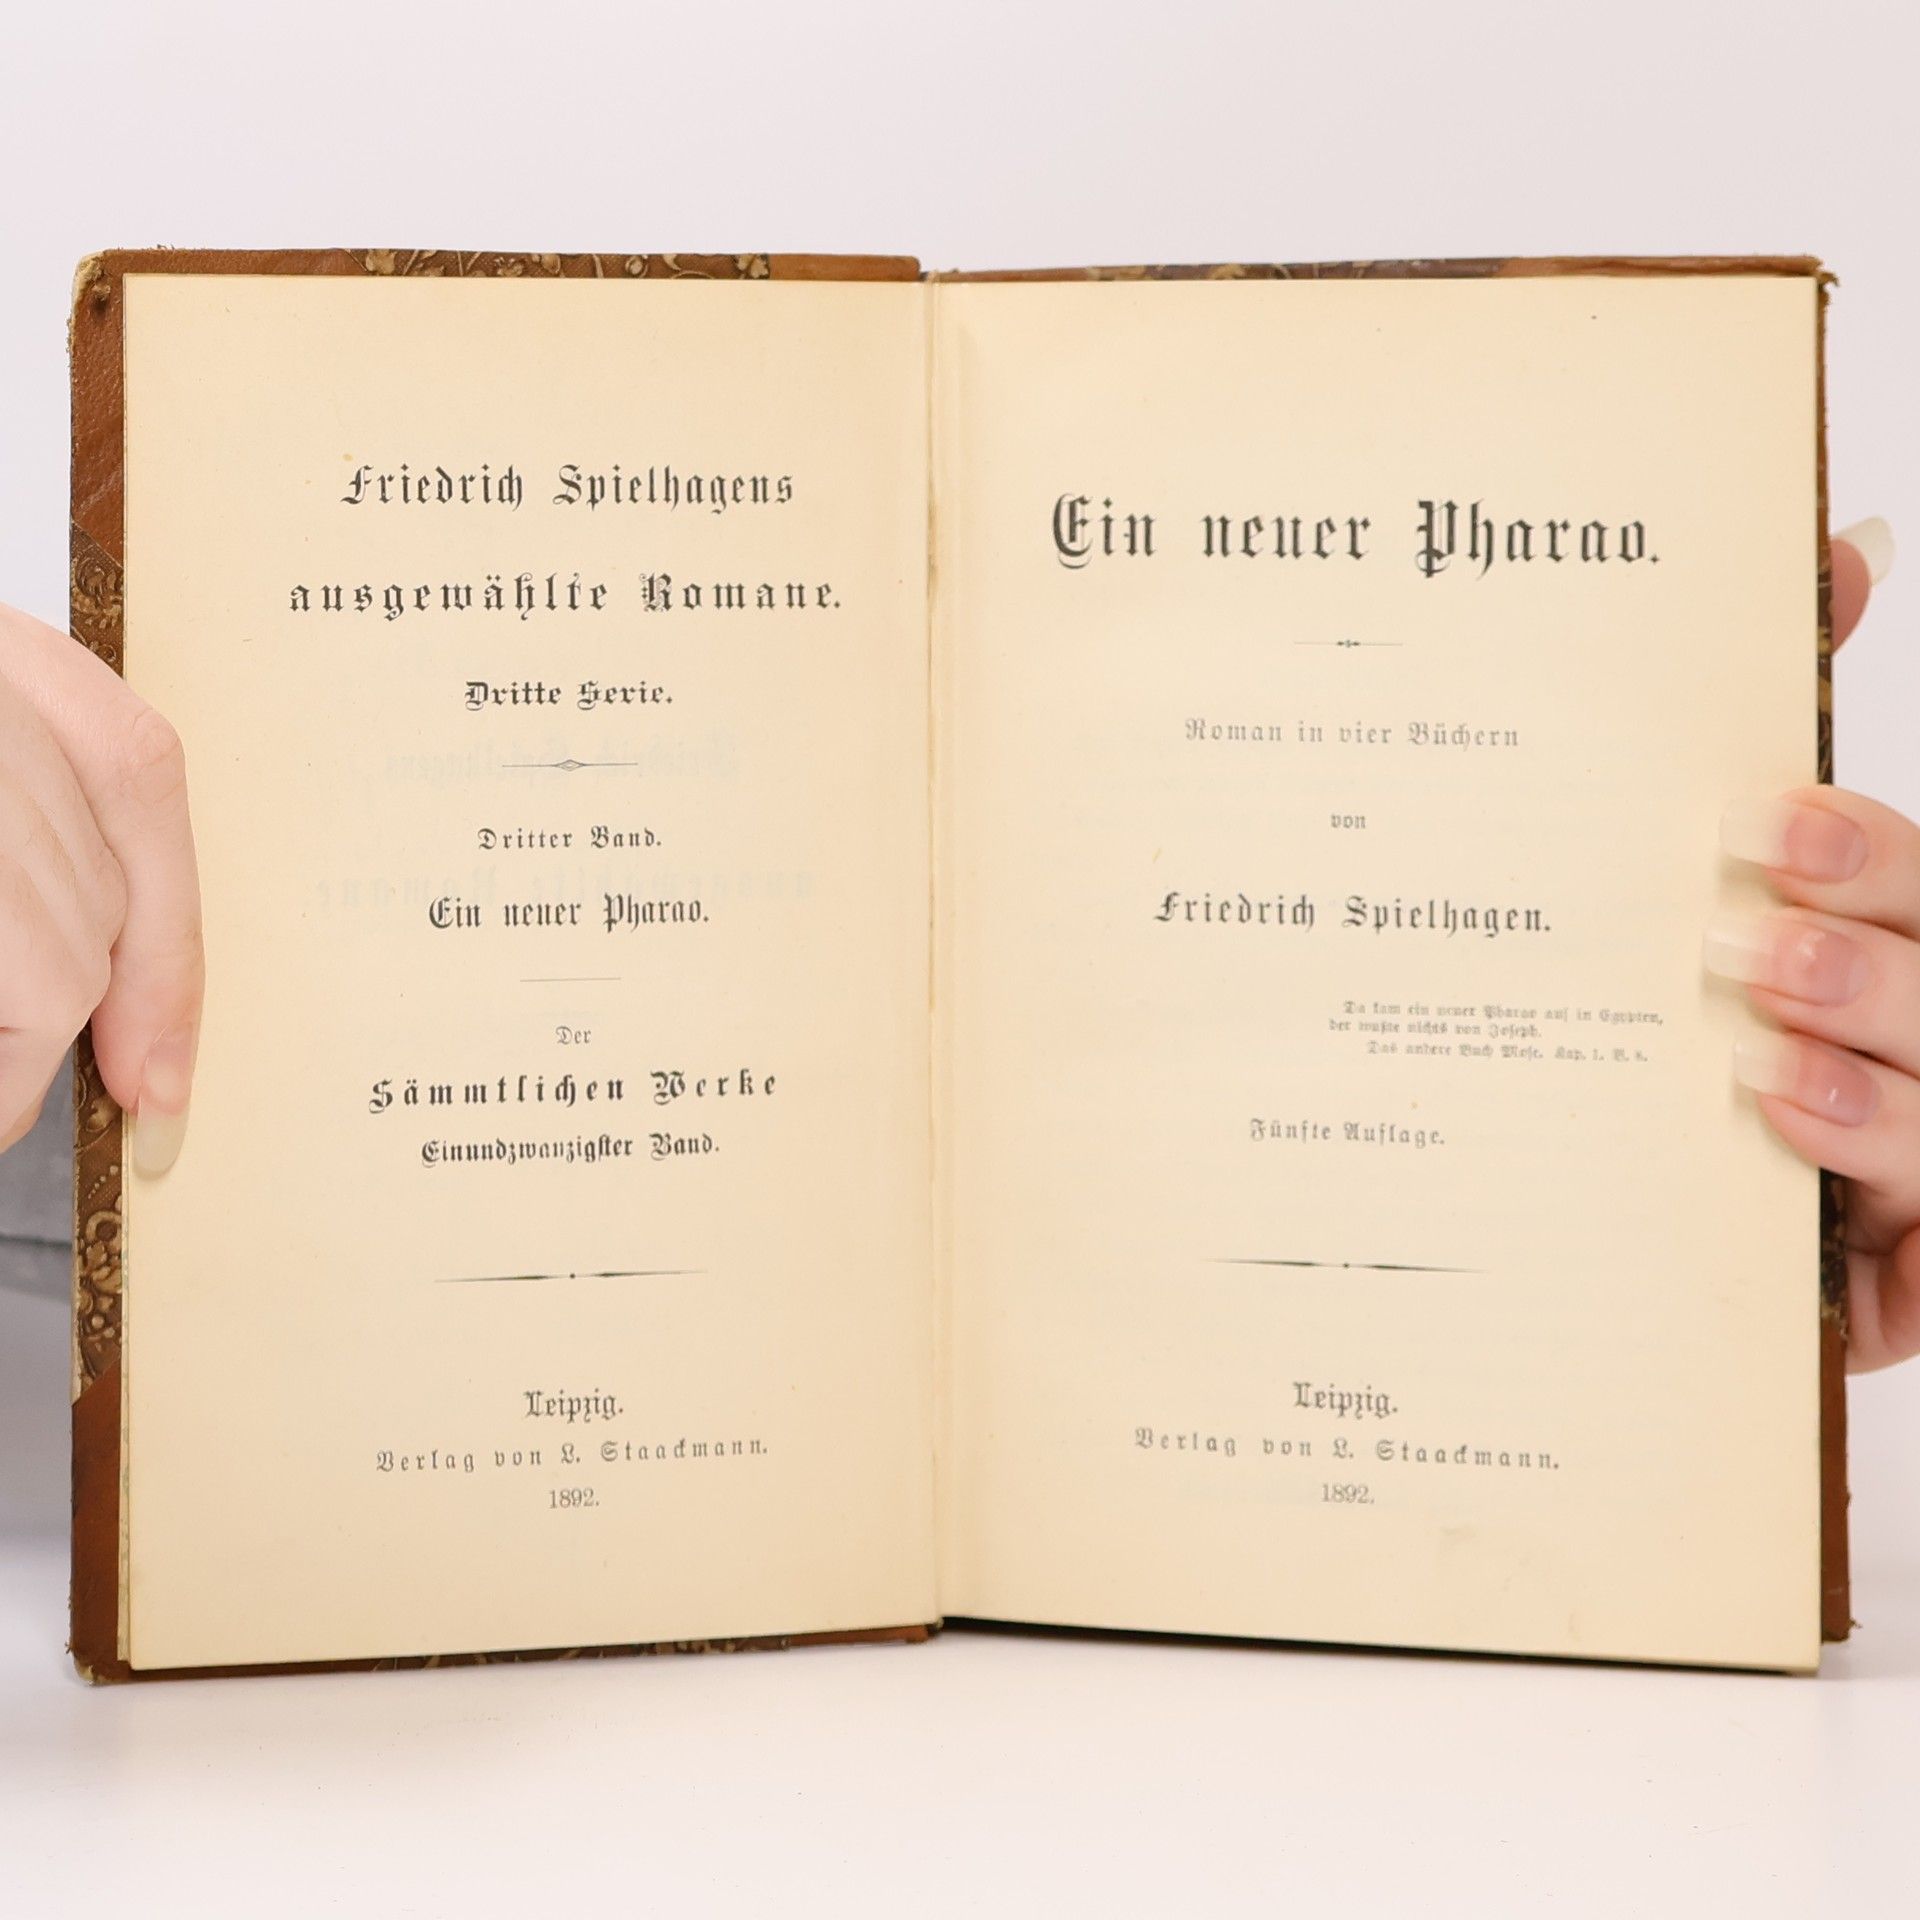 Friedrich Spielhagens
ausgewählte Romane.
Dritte Serie.
Dritter Band.
Ein neuer Pharao.
Der
Sämmtlichen Werke
Einundzwanzigster Band.
Leipzig.
Verlag von L. Staackmann.
1892.
Ein neuer Pharao.
Roman in vier Büchern
von
Friedrich Spielhagen.
Da kam ein neuer Pharao auf in Egypten,
der wußte nichts von Joseph.
Das andere Buch Mose. Kap. 1. V. 8.
Fünfte Auflage.
Leipzig.
Verlag von L. Staackmann.
1892.